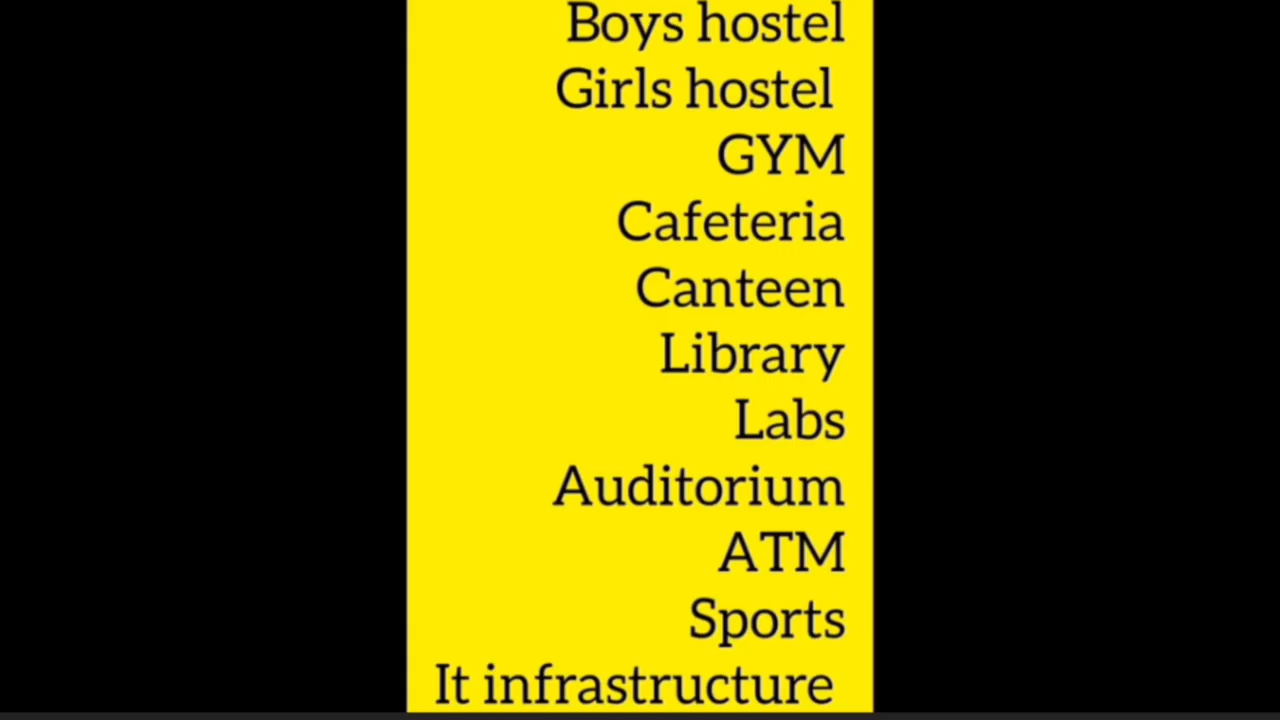 Boys hostel
Girls hostel
GYM
Cafeteria
Canteen
Library
Labs
Auditorium
ATM
Sports
It infrastructure